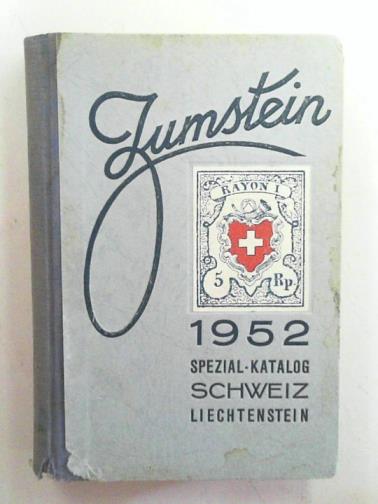 Zumstein
RAYON I
5 Rp
1952
SPEZIAL-KATALOG
SCHWEIZ
LIECHTENSTEIN